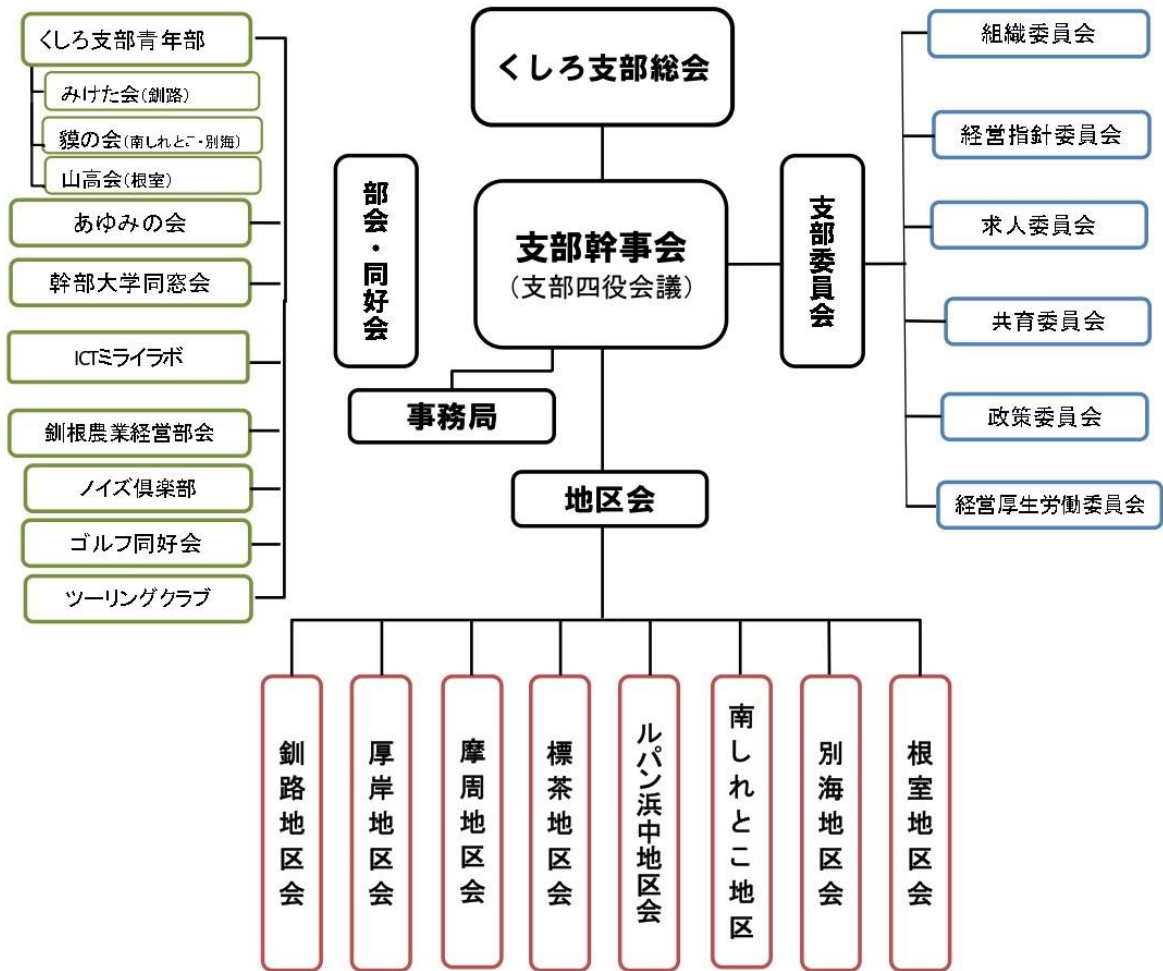 くしろ支部総会
支部幹事会
（支部四役会議）
部会・同好会
支部委員会
事務局
地区会
くしろ支部青年部
みけた会(釧路)
貘の会(南しれとこ・別海)
山高会(根室)
あゆみの会
幹部大学同窓会
ICTミライラボ
釧根農業経営部会
ノイズ倶楽部
ゴルフ同好会
ツーリングクラブ
組織委員会
経営指針委員会
求人委員会
共育委員会
政策委員会
経営厚生労働委員会
釧路地区会
厚岸地区会
摩周地区会
標茶地区会
ルパン浜中地区会
南しれとこ地区
別海地区会
根室地区会